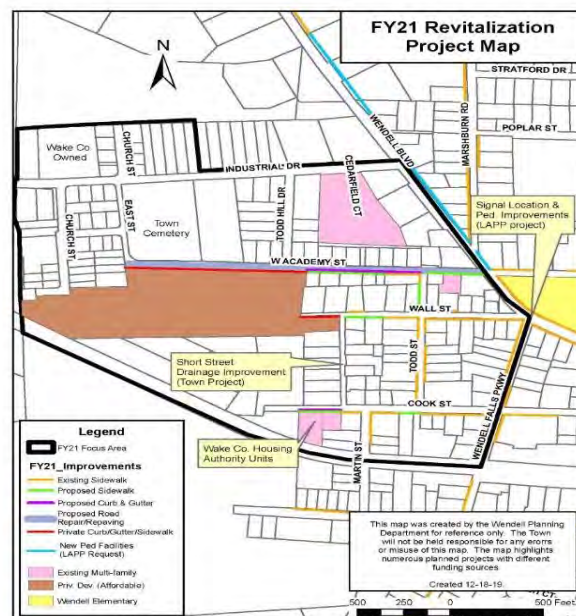 FY21 Revitalization
Project Map
N
STRATFORD DR
MARSHBURN RD
POPLAR ST
WENDELL BLVD
Wake Co
Owned
CHURCH ST
INDUSTRIAL DR
CEDARFIELD CT
Signal Location &
Ped. Improvements
(LAPP project)
CHURCH ST
EAST ST
Town
Cemetery
TODD HILL DR
W ACADEMY ST
WALL ST
Short Street
Drainage Improvement
(Town Project)
TODD ST
COOK ST
WENDELL FALLS PKWY
Wake Co. Housing
Authority Units
MARTIN ST
Legend
FY21 Focus Area
FY21_Improvements
Existing Sidewalk
Proposed Sidewalk
Proposed Curb & Gutter
Proposed Road
Repair/Repaving
Private Curb/Gutter/Sidewalk
New Ped Facilities
(LAPP Request)
Existing Multi-family
Priv. Dev. (Affordable)
Wendell Elementary
This map was created by the Wendell Planning
Department for reference only. The Town
will not be held responsible for any errors
or misuse of this map. The map highlights
numerous planned projects with different
funding sources
Created 12-18-19.
CT
500 250 0 500 Feet